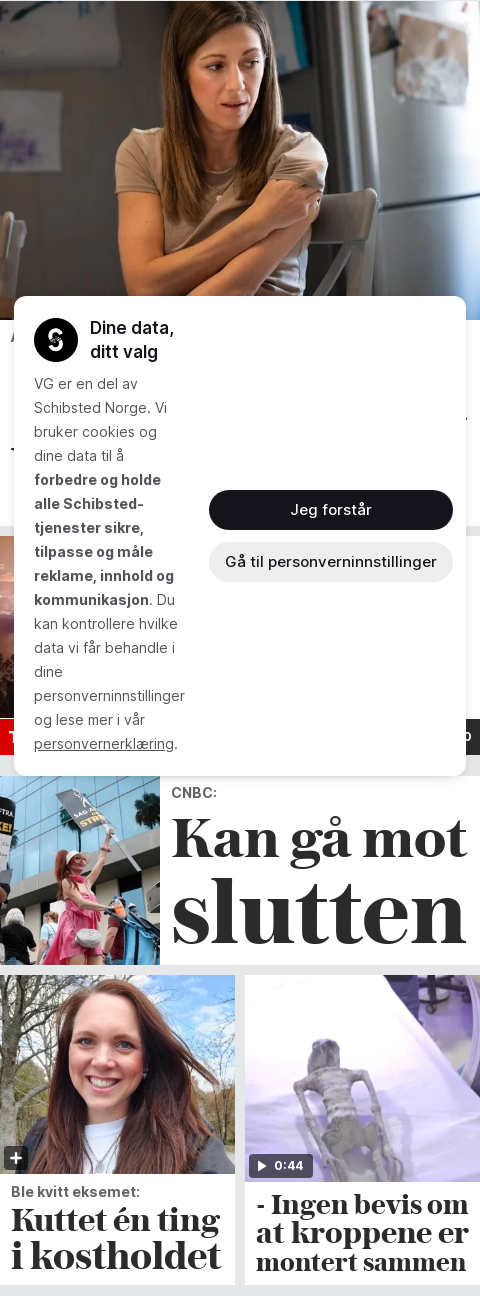 Dine data,
ditt valg
VG er en del av
Schibsted Norge. Vi
bruker cookies og
dine data til å
forbedre og holde
alle Schibsted-
tjenester sikre,
tilpasse og måle
reklame, innhold og
kommunikasjon. Du
kan kontrollere hvilke
data vi får behandle i
dine
personverninnstillinger
og lese mer i vår
personvernerklæring.
Jeg forstår
Gå til personverninnstillinger
CNBC:
Kan gå mot
slutten
Ble kvitt eksemet:
Kuttet én ting
i kostholdet
0:44
- Ingen bevis om
at kroppene er
montert sammen